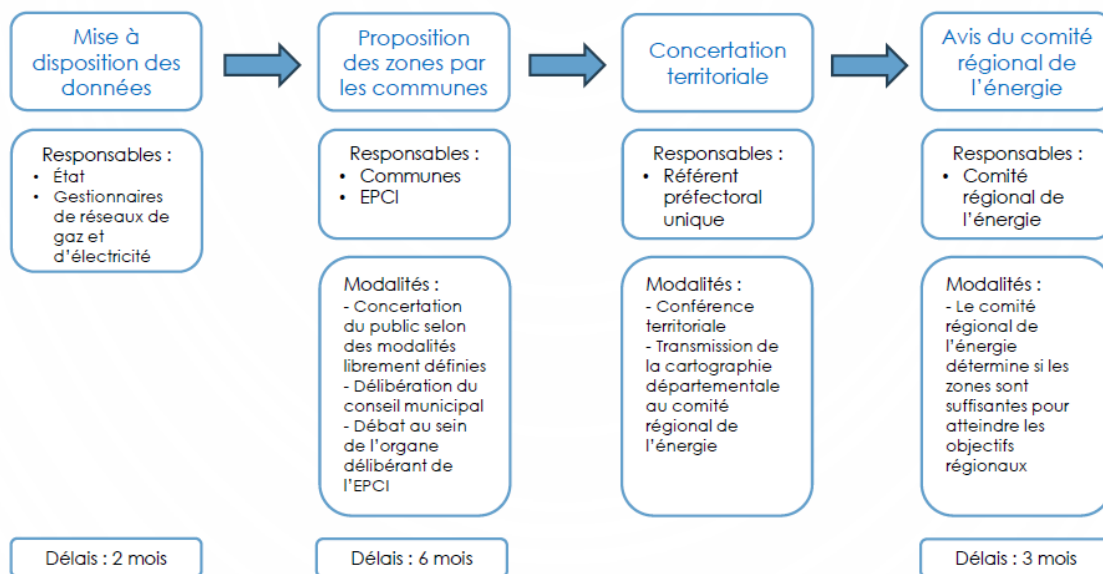 Mise à
disposition des
données
Proposition
des zones par
les communes
Concertation
territoriale
Avis du comité
régional de
l'énergie
Responsables :
• État
• Gestionnaires
de réseaux de
gaz et
d'électricité
Responsables :
• Communes
• EPCI
Responsables :
• Référent
préfectoral
unique
Responsables :
• Comité
régional de
l'énergie
Modalités :
- Concertation
du public selon
des modalités
librement définies
- Délibération du
conseil municipal
- Débat au sein
de l'organe
délibérant de
l'EPCI
Modalités :
- Conférence
territoriale
- Transmission de
la cartographie
départementale
au comité
régional de
l'énergie
Modalités :
- Le comité
régional de
l'énergie
détermine si les
zones sont
suffisantes pour
atteindre les
objectifs
régionaux
Délais : 2 mois
Délais : 6 mois
Délais : 3 mois